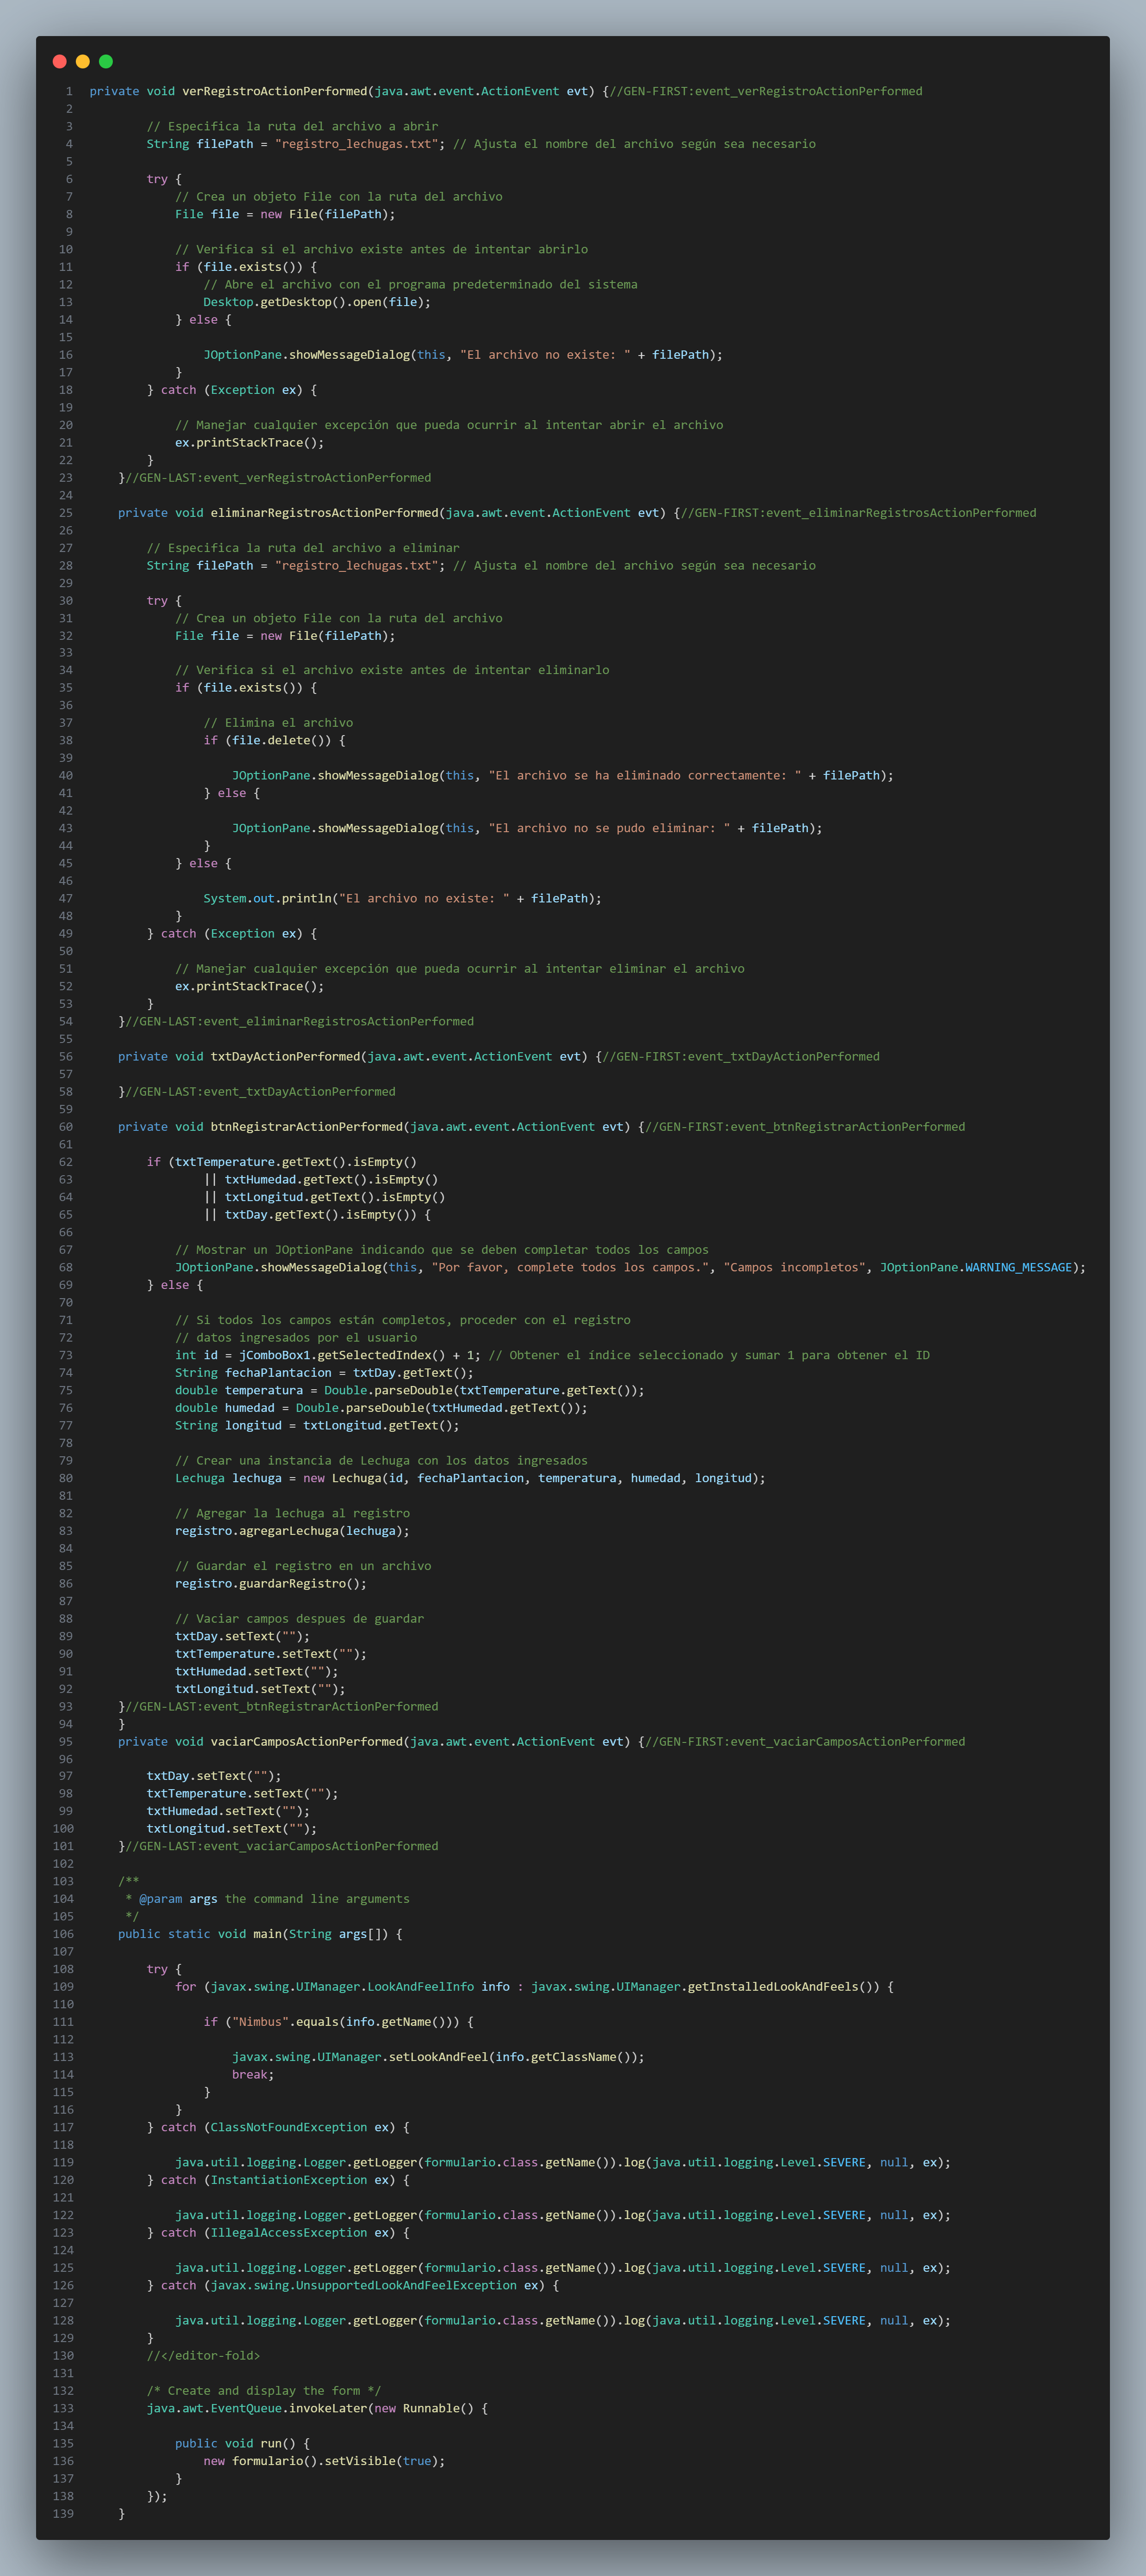 1 private void verRegistroActionPerformed(java.awt.event.ActionEvent evt) {//GEN-FIRST:event_verRegistroActionPerformed
2
3         // Especifica la ruta del archivo a abrir
4         String filePath = "registro_lechugas.txt"; // Ajusta el nombre del archivo según sea necesario
5
6         try {
7             // Crea un objeto File con la ruta del archivo
8             File file = new File(filePath);
9
10             // Verifica si el archivo existe antes de intentar abrirlo
11             if (file.exists()) {
12                 // Abre el archivo con el programa predeterminado del sistema
13                 Desktop.getDesktop().open(file);
14             } else {
15
16                 JOptionPane.showMessageDialog(this, "El archivo no existe: " + filePath);
17             }
18         } catch (Exception ex) {
19
20             // Manejar cualquier excepción que pueda ocurrir al intentar abrir el archivo
21             ex.printStackTrace();
22         }
23     }//GEN-LAST:event_verRegistroActionPerformed
24
25     private void eliminarRegistrosActionPerformed(java.awt.event.ActionEvent evt) {//GEN-FIRST:event_eliminarRegistrosActionPerformed
26
27         // Especifica la ruta del archivo a eliminar
28         String filePath = "registro_lechugas.txt"; // Ajusta el nombre del archivo según sea necesario
29
30         try {
31             // Crea un objeto File con la ruta del archivo
32             File file = new File(filePath);
33
34             // Verifica si el archivo existe antes de intentar eliminarlo
35             if (file.exists()) {
36
37                 // Elimina el archivo
38                 if (file.delete()) {
39
40                     JOptionPane.showMessageDialog(this, "El archivo se ha eliminado correctamente: " + filePath);
41                 } else {
42
43                     JOptionPane.showMessageDialog(this, "El archivo no se pudo eliminar: " + filePath);
44                 }
45             } else {
46
47                 System.out.println("El archivo no existe: " + filePath);
48             }
49         } catch (Exception ex) {
50
51             // Manejar cualquier excepción que pueda ocurrir al intentar eliminar el archivo
52             ex.printStackTrace();
53         }
54     }//GEN-LAST:event_eliminarRegistrosActionPerformed
55
56     private void txtDayActionPerformed(java.awt.event.ActionEvent evt) {//GEN-FIRST:event_txtDayActionPerformed
57
58     }//GEN-LAST:event_txtDayActionPerformed
59
60     private void btnRegistrarActionPerformed(java.awt.event.ActionEvent evt) {//GEN-FIRST:event_btnRegistrarActionPerformed
61
62         if (txtTemperature.getText().isEmpty()
63                 || txtHumedad.getText().isEmpty()
64                 || txtLongitud.getText().isEmpty()
65                 || txtDay.getText().isEmpty()) {
66
67             // Mostrar un JOptionPane indicando que se deben completar todos los campos
68             JOptionPane.showMessageDialog(this, "Por favor, complete todos los campos.", "Campos incompletos", JOptionPane.WARNING_MESSAGE);
69         } else {
70
71             // Si todos los campos están completos, proceder con el registro
72             // datos ingresados por el usuario
73             int id = jComboBox1.getSelectedIndex() + 1; // Obtener el índice seleccionado y sumar 1 para obtener el ID
74             String fechaPlantacion = txtDay.getText();
75             double temperatura = Double.parseDouble(txtTemperature.getText());
76             double humedad = Double.parseDouble(txtHumedad.getText());
77             String longitud = txtLongitud.getText();
78
79             // Crear una instancia de Lechuga con los datos ingresados
80             Lechuga lechuga = new Lechuga(id, fechaPlantacion, temperatura, humedad, longitud);
81
82             // Agregar la lechuga al registro
83             registro.agregarLechuga(lechuga);
84
85             // Guardar el registro en un archivo
86             registro.guardarRegistro();
87
88             // Vaciar campos despues de guardar
89             txtDay.setText("");
90             txtTemperature.setText("");
91             txtHumedad.setText("");
92             txtLongitud.setText("");
93     }//GEN-LAST:event_btnRegistrarActionPerformed
94     }
95     private void vaciarCamposActionPerformed(java.awt.event.ActionEvent evt) {//GEN-FIRST:event_vaciarCamposActionPerformed
96
97         txtDay.setText("");
98         txtTemperature.setText("");
99         txtHumedad.setText("");
100         txtLongitud.setText("");
101     }//GEN-LAST:event_vaciarCamposActionPerformed
102
103     /**
104      * @param args the command line arguments
105      */
106     public static void main(String args[]) {
107
108         try {
109             for (javax.swing.UIManager.LookAndFeelInfo info : javax.swing.UIManager.getInstalledLookAndFeels()) {
110
111                 if ("Nimbus".equals(info.getName())) {
112
113                     javax.swing.UIManager.setLookAndFeel(info.getClassName());
114                     break;
115                 }
116             }
117         } catch (ClassNotFoundException ex) {
118
119             java.util.logging.Logger.getLogger(formulario.class.getName()).log(java.util.logging.Level.SEVERE, null, ex);
120         } catch (InstantiationException ex) {
121
122             java.util.logging.Logger.getLogger(formulario.class.getName()).log(java.util.logging.Level.SEVERE, null, ex);
123         } catch (IllegalAccessException ex) {
124
125             java.util.logging.Logger.getLogger(formulario.class.getName()).log(java.util.logging.Level.SEVERE, null, ex);
126         } catch (javax.swing.UnsupportedLookAndFeelException ex) {
127
128             java.util.logging.Logger.getLogger(formulario.class.getName()).log(java.util.logging.Level.SEVERE, null, ex);
129         }
130         //</editor-fold>
131
132         /* Create and display the form */
133         java.awt.EventQueue.invokeLater(new Runnable() {
134
135             public void run() {
136                 new formulario().setVisible(true);
137             }
138         });
139     }